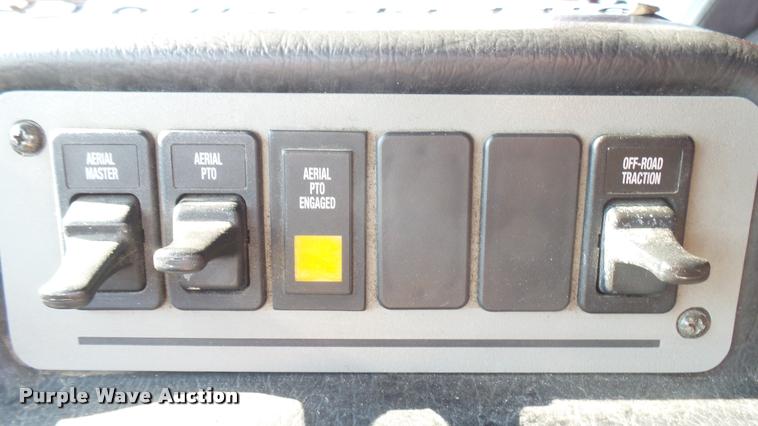 AERIAL
MASTER
AERIAL
PTO
AERIAL
PTO
ENGAGED
OFF-ROAD
TRACTION
Purple Wave Auction